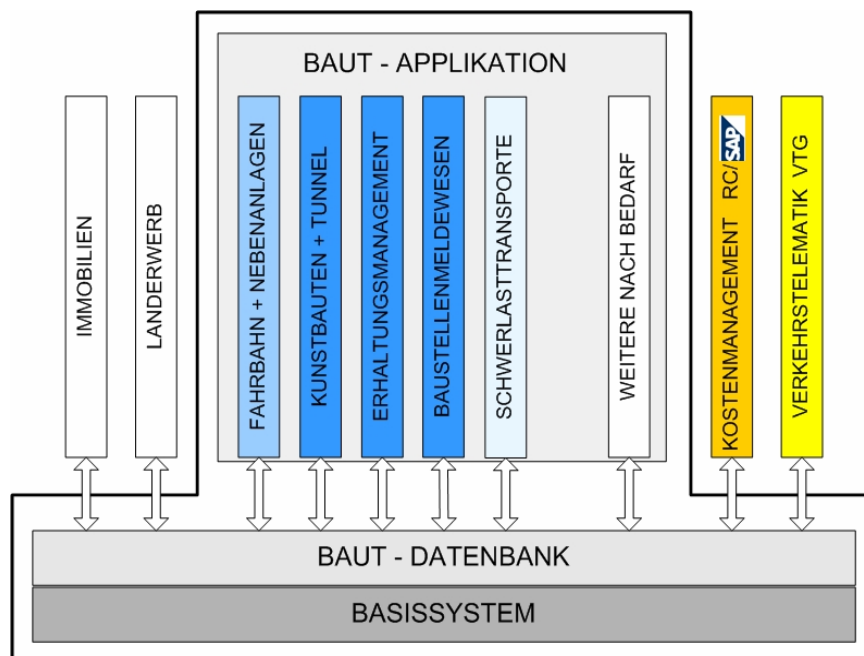 BAUT - APPLIKATION
IMMOBILIEN
LANDERWERB
FAHRBAHN + NEBENANLAGEN
KUNSTBAUTEN + TUNNEL
ERHALTUNGSMANAGEMENT
BAUSTELLENMELDEWESEN
SCHWERLASTTRANSPORTE
WEITERE NACH BEDARF
KOSTENMANAGEMENT RC/SAP
VERKEHRSTELEMATIK VTG
BAUT - DATENBANK
BASISSYSTEM